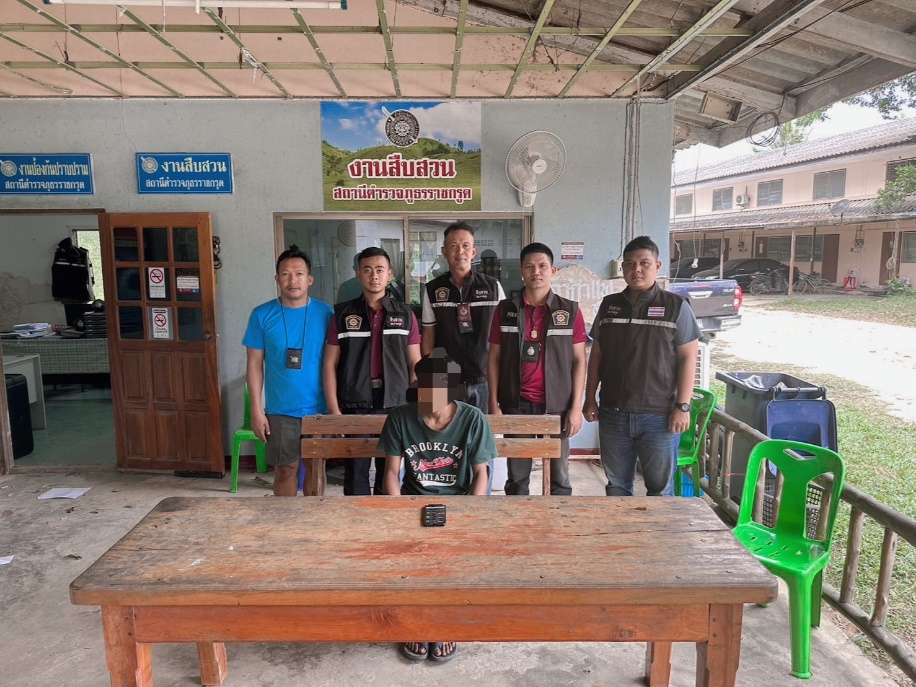 งานป้องกันปราบปราม
สถานีตำรวจภูธรราชกรูด
งานสืบสวน
สถานีตำรวจภูธรราชกรูด
งานสืบสวน
สถานีตำรวจภูธรราชกรูด
BROOKLYN
New York
FANTASTIC